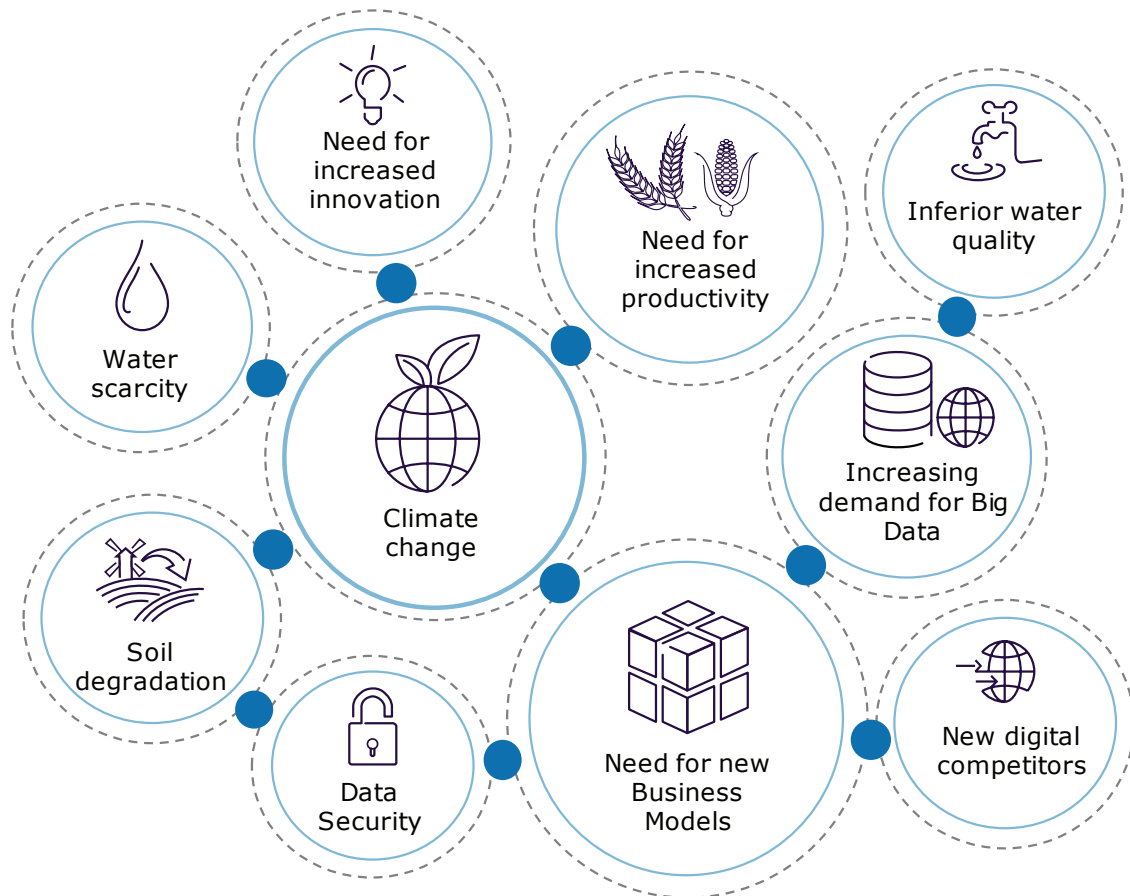 Need for
increased
innovation
Need for
increased
productivity
Inferior water
quality
Water
scarcity
Climate
change
Increasing
demand for Big
Data
Soil
degradation
Data
Security
Need for new
Business
Models
New digital
competitors